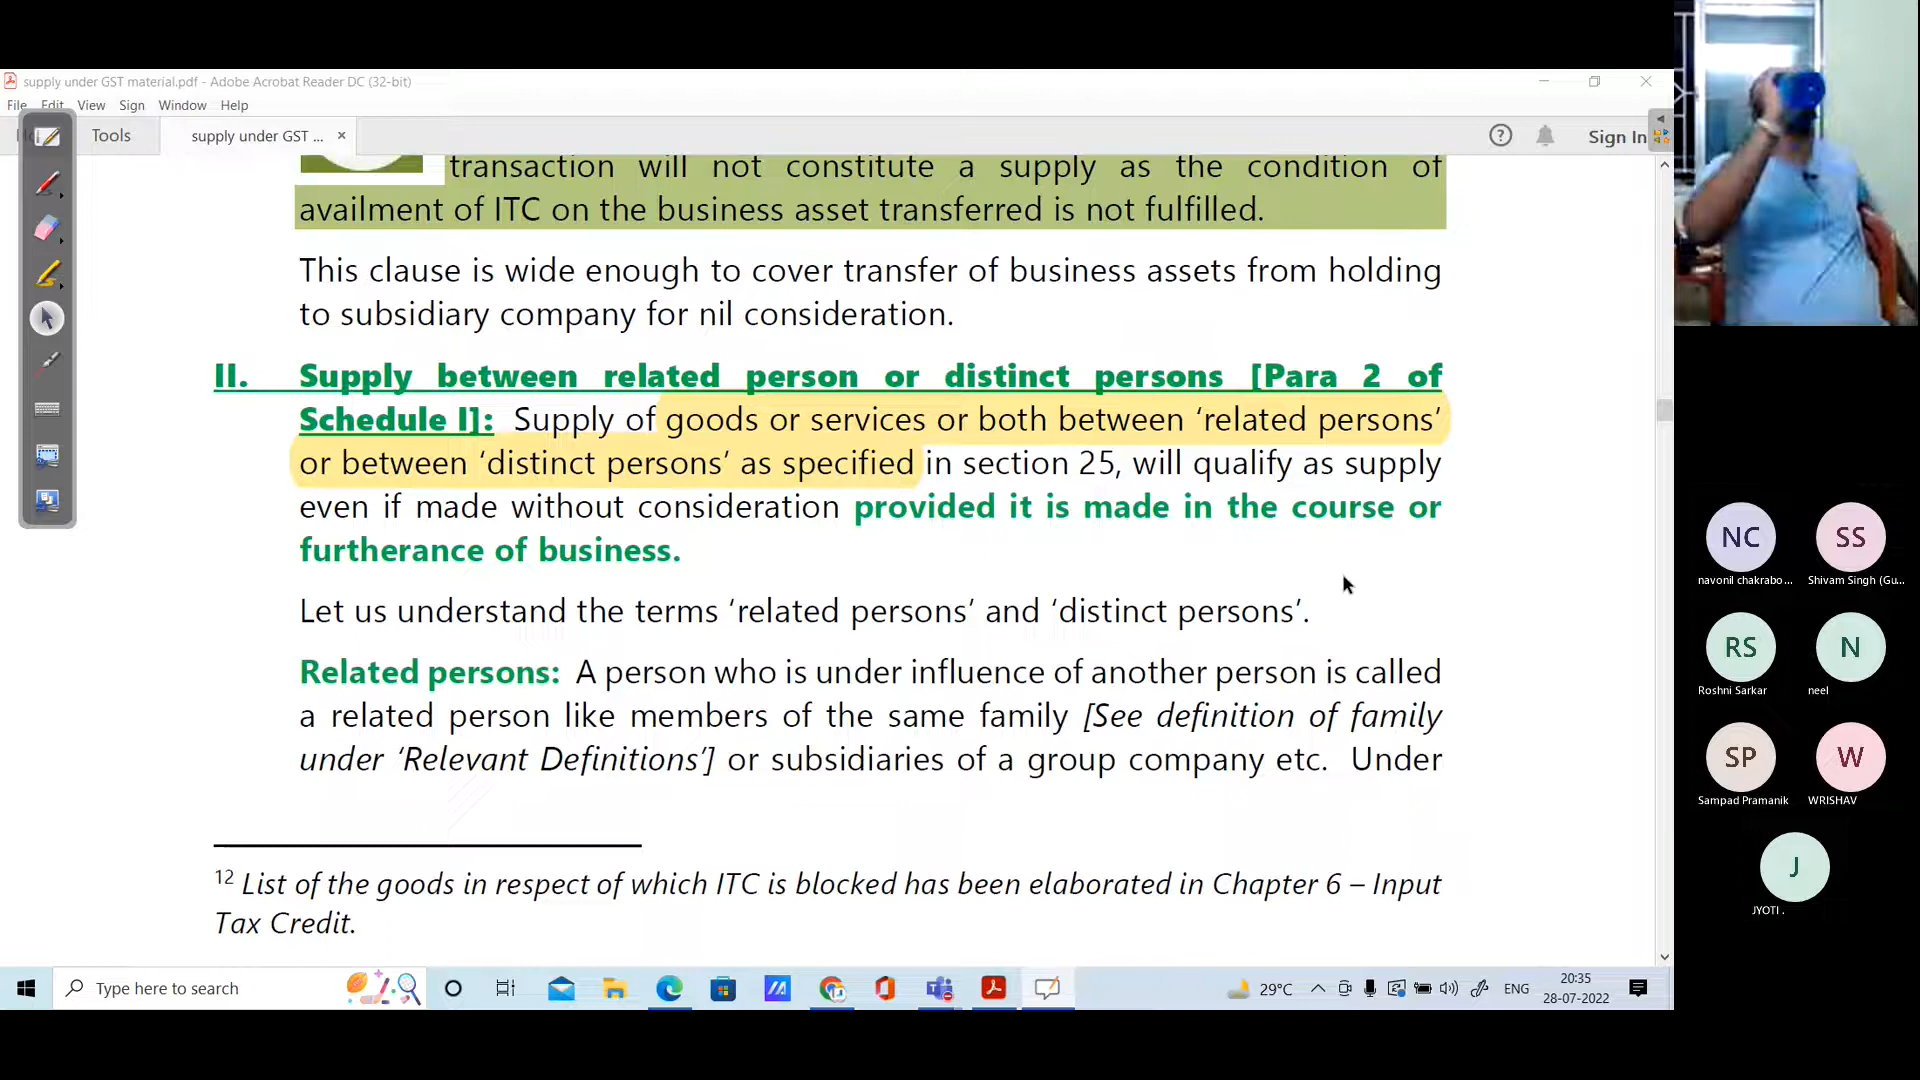 supply under GST material.pdf - Adobe Acrobat Reader DC (32-bit)
File Edit View Sign Window Help
Tools supply under GST ... × Sign In
transaction will not constitute a supply as the condition of
availment of ITC on the business asset transferred is not fulfilled.
This clause is wide enough to cover transfer of business assets from holding
to subsidiary company for nil consideration.
II. Supply between related person or distinct persons [Para 2 of
Schedule I]: Supply of goods or services or both between ‘related persons’
or between ‘distinct persons’ as specified in section 25, will qualify as supply
even if made without consideration provided it is made in the course or
furtherance of business.
Let us understand the terms ‘related persons’ and ‘distinct persons’.
Related persons: A person who is under influence of another person is called
a related person like members of the same family [See definition of family
under ‘Relevant Definitions’] or subsidiaries of a group company etc. Under
12 List of the goods in respect of which ITC is blocked has been elaborated in Chapter 6 – Input
Tax Credit.
NC SS
navonil chakrabo... Shivam Singh (Gu...
RS N
Roshni Sarkar neel
SP W
Sampad Pramanik WRISHAV
J
JYOTI .
Type here to search 29°C ENG 20:35
28-07-2022